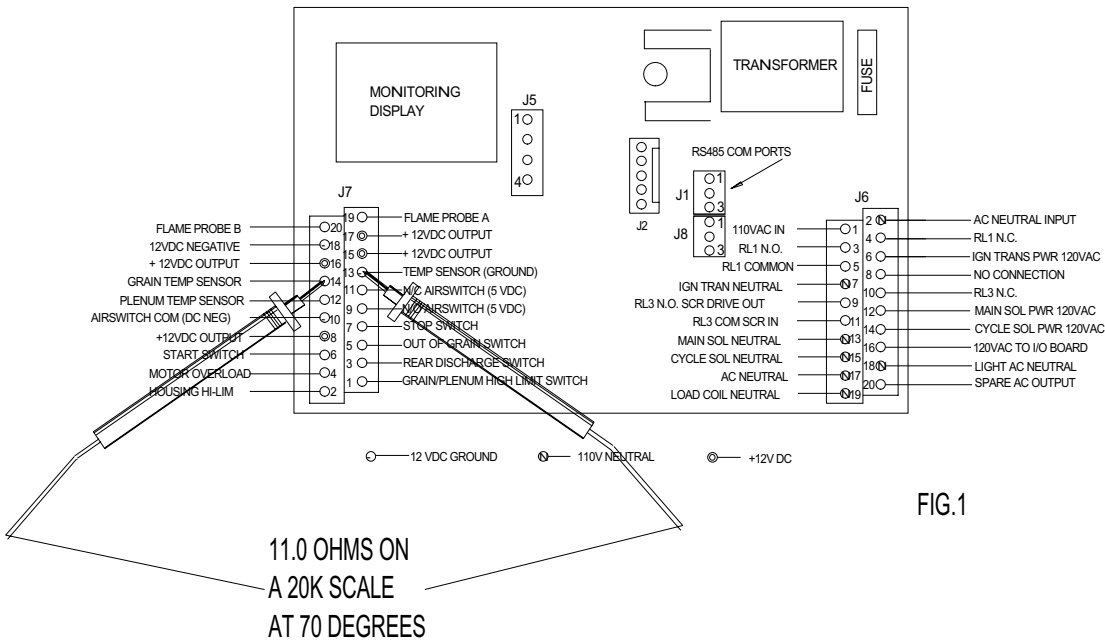 MONITORING
DISPLAY
J5
1
4
TRANSFORMER
FUSE
RS485 COM PORTS
J2
J1
1
3
J8
1
3
J7
FLAME PROBE B
12VDC NEGATIVE
+ 12VDC OUTPUT
GRAIN TEMP SENSOR
PLENUM TEMP SENSOR
AIRSWITCH COM (DC NEG)
+12VDC OUTPUT
START SWITCH
MOTOR OVERLOAD
HOUSING HI-LIM
20
18
16
14
12
10
8
6
4
2
19
17
15
13
11
9
7
5
3
1
FLAME PROBE A
+ 12VDC OUTPUT
+ 12VDC OUTPUT
TEMP SENSOR (GROUND)
N/C AIRSWITCH (5 VDC)
N/O AIRSWITCH (5 VDC)
STOP SWITCH
OUT OF GRAIN SWITCH
REAR DISCHARGE SWITCH
GRAIN/PLENUM HIGH LIMIT SWITCH
J6
110VAC IN
RL1 N.O.
RL1 COMMON
IGN TRAN NEUTRAL
RL3 N.O. SCR DRIVE OUT
RL3 COM SCR IN
MAIN SOL NEUTRAL
CYCLE SOL NEUTRAL
AC NEUTRAL
LOAD COIL NEUTRAL
1
3
5
N7
9
11
N13
N15
N17
N19
2 N
4
6
8
10
12
14
16
18 N
20
AC NEUTRAL INPUT
RL1 N.C.
IGN TRANS PWR 120VAC
NO CONNECTION
RL3 N.C.
MAIN SOL PWR 120VAC
CYCLE SOL PWR 120VAC
120VAC TO I/O BOARD
LIGHT AC NEUTRAL
SPARE AC OUTPUT
12 VDC GROUND
N 110V NEUTRAL
+12V DC
FIG.1
11.0 OHMS ON
A 20K SCALE
AT 70 DEGREES